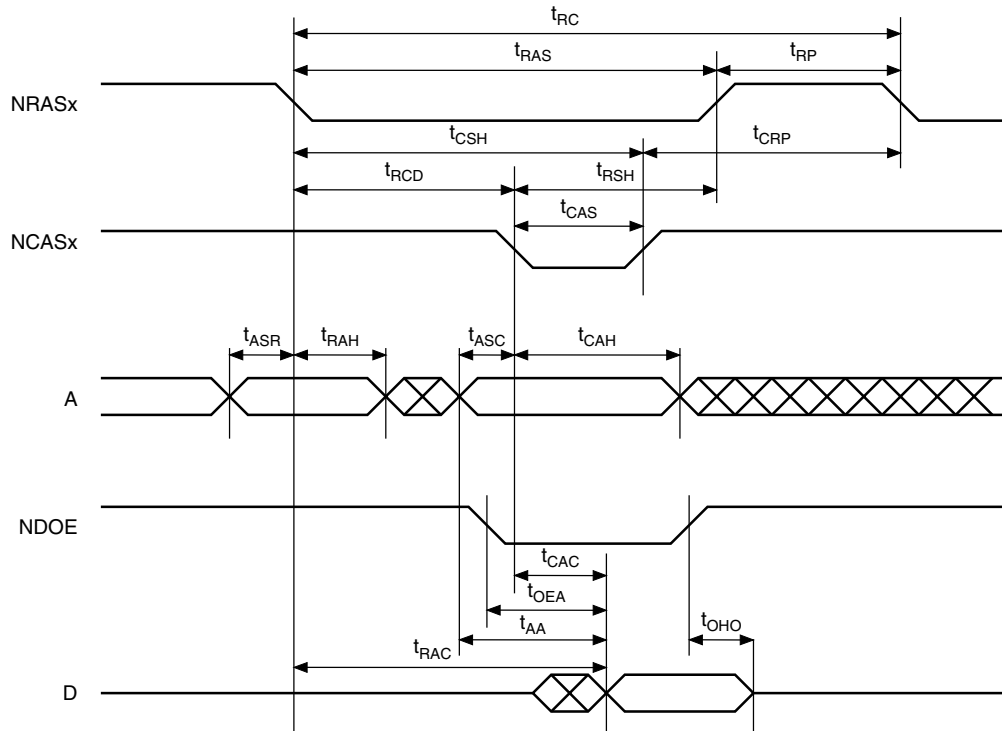 tRC
tRAS tRP
NRASx
tCSH tCRP
tRCD tRSH
tCAS
NCASx
tASR tRAH tASC tCAH
A
NDOE
tCAC
tOEA
tOHO
tAA
tRAC
D